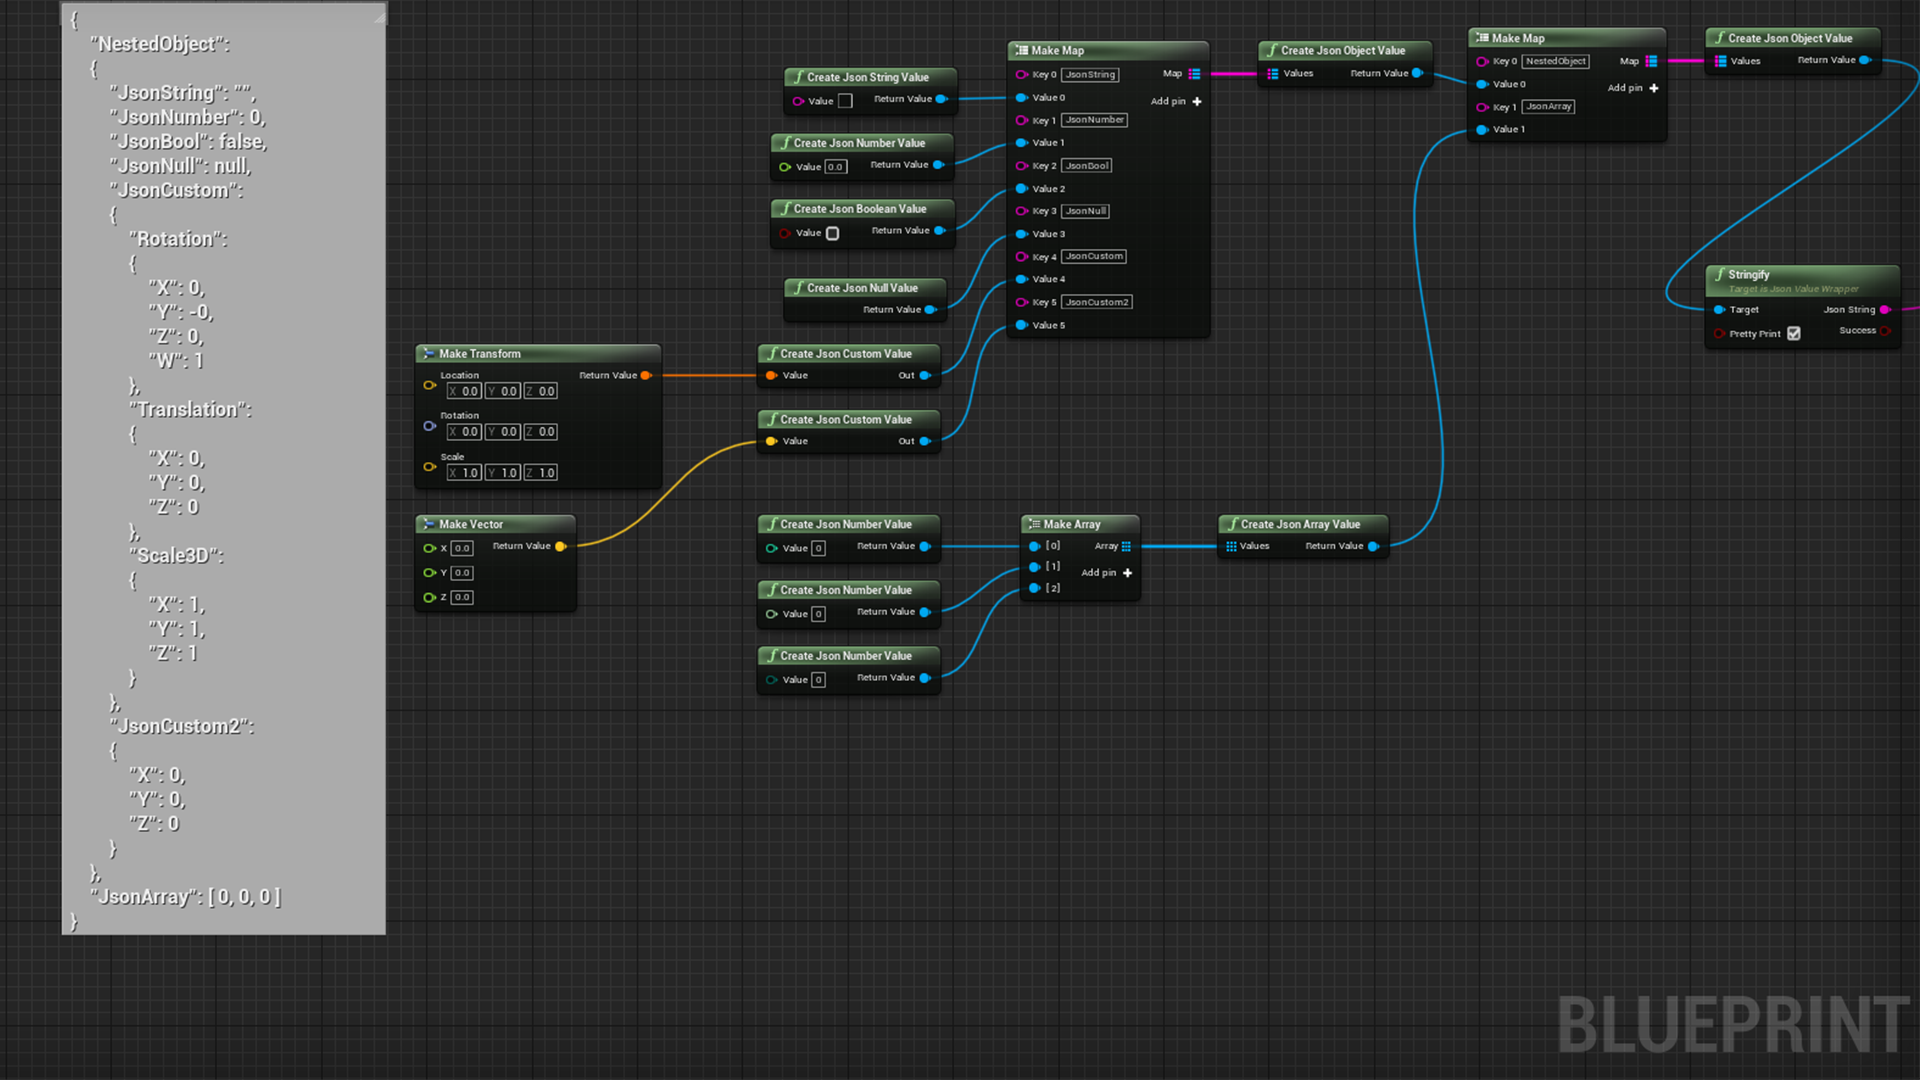 {
"NestedObject":
{
"JsonString": "",
"JsonNumber": 0,
"JsonBool": false,
"JsonNull": null,
"JsonCustom":
{
"Rotation":
{
"X": 0,
"Y": -0,
"Z": 0,
"W": 1
},
"Translation":
{
"X": 0,
"Y": 0,
"Z": 0
},
"Scale3D":
{
"X": 1,
"Y": 1,
"Z": 1
}
},
"JsonCustom2":
{
"X": 0,
"Y": 0,
"Z": 0
}
},
"JsonArray": [ 0, 0, 0 ]
}
Make Transform
Location
Return Value
X 0.0 Y 0.0 Z 0.0
Rotation
X 0.0 Y 0.0 Z 0.0
Scale
X 1.0 Y 1.0 Z 1.0
Make Vector
X 0.0 Return Value
Y 0.0
Z 0.0
f Create Json String Value
Value Return Value
f Create Json Number Value
Value 0.0 Return Value
f Create Json Boolean Value
Value Return Value
f Create Json Null Value
Return Value
f Create Json Custom Value
Value Out
f Create Json Custom Value
Value Out
f Create Json Number Value
Value 0 Return Value
f Create Json Number Value
Value 0 Return Value
f Create Json Number Value
Value 0 Return Value
Make Map
Key 0 JsonString Map
Value 0 Add pin +
Key 1 JsonNumber
Value 1
Key 2 JsonBool
Value 2
Key 3 JsonNull
Value 3
Key 4 JsonCustom
Value 4
Key 5 JsonCustom2
Value 5
Make Array
[0] Array
[1] Add pin +
[2]
f Create Json Array Value
Values Return Value
f Create Json Object Value
Values Return Value
Make Map
Key 0 NestedObject Map
Value 0 Add pin +
Key 1 JsonArray
Value 1
f Create Json Object Value
Values Return Value
f Stringify
Target is Json Value Wrapper
Target Json String
Pretty Print Success
BLUEPRINT